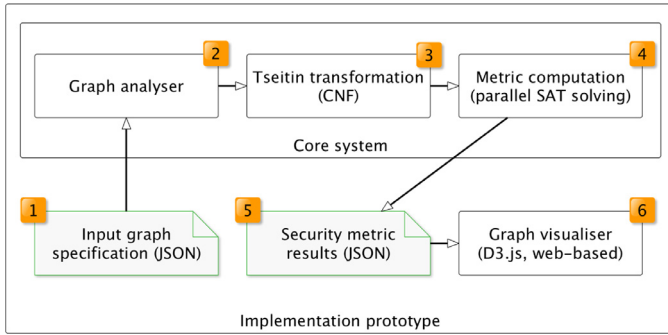 2
Graph analyser
3
Tseitin transformation
(CNF)
4
Metric computation
(parallel SAT solving)
Core system
1
Input graph
specification (JSON)
5
Security metric
results (JSON)
6
Graph visualiser
(D3.js, web-based)
Implementation prototype